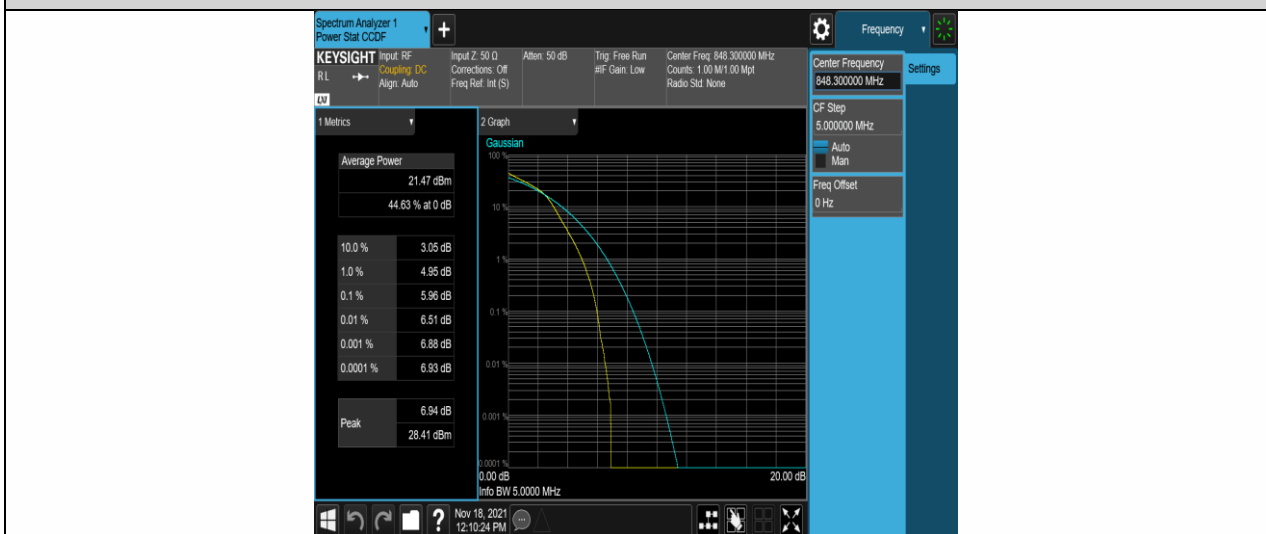 Spectrum Analyzer 1
Power Stat CCDF
Frequency
KEYSIGHT
R L
LXI
Input: RF
Coupling: DC
Align: Auto
Input Z: 50 Ω
Corrections: Off
Freq Ref: Int (S)
Atten: 50 dB
Trig: Free Run
#IF Gain: Low
Center Freq: 848.300000 MHz
Counts: 1.00 M/1.00 Mpt
Radio Std: None
Center Frequency
848.300000 MHz
Settings
CF Step
5.000000 MHz
Auto
Man
Freq Offset
0 Hz
1 Metrics
Average Power
21.47 dBm
44.63 % at 0 dB
10.0 % 3.05 dB
1.0 % 4.95 dB
0.1 % 5.96 dB
0.01 % 6.51 dB
0.001 % 6.88 dB
0.0001 % 6.93 dB
Peak
6.94 dB
28.41 dBm
2 Graph
Gaussian
100 %
10 %
1 %
0.1 %
0.01 %
0.001 %
0.0001 %
0.00 dB 20.00 dB
Info BW 5.0000 MHz
Nov 18, 2021
12:10:24 PM